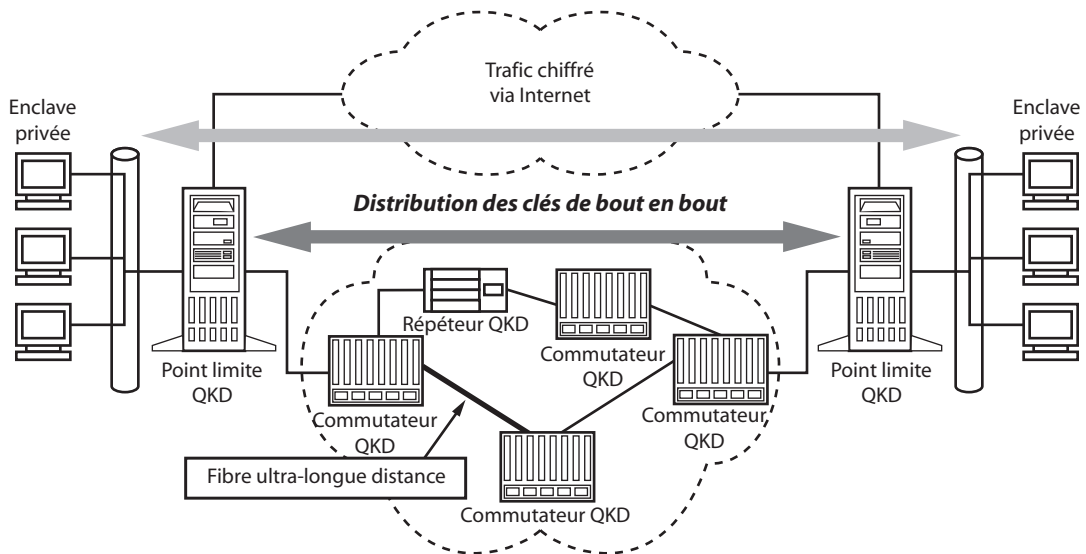 Trafic chiffré
via Internet
Enclave
privée
Enclave
privée
Distribution des clés de bout en bout
Répéteur QKD
Commutateur
QKD
Point limite
QKD
Point limite
QKD
Commutateur
QKD
Commutateur
QKD
Fibre ultra-longue distance
Commutateur QKD